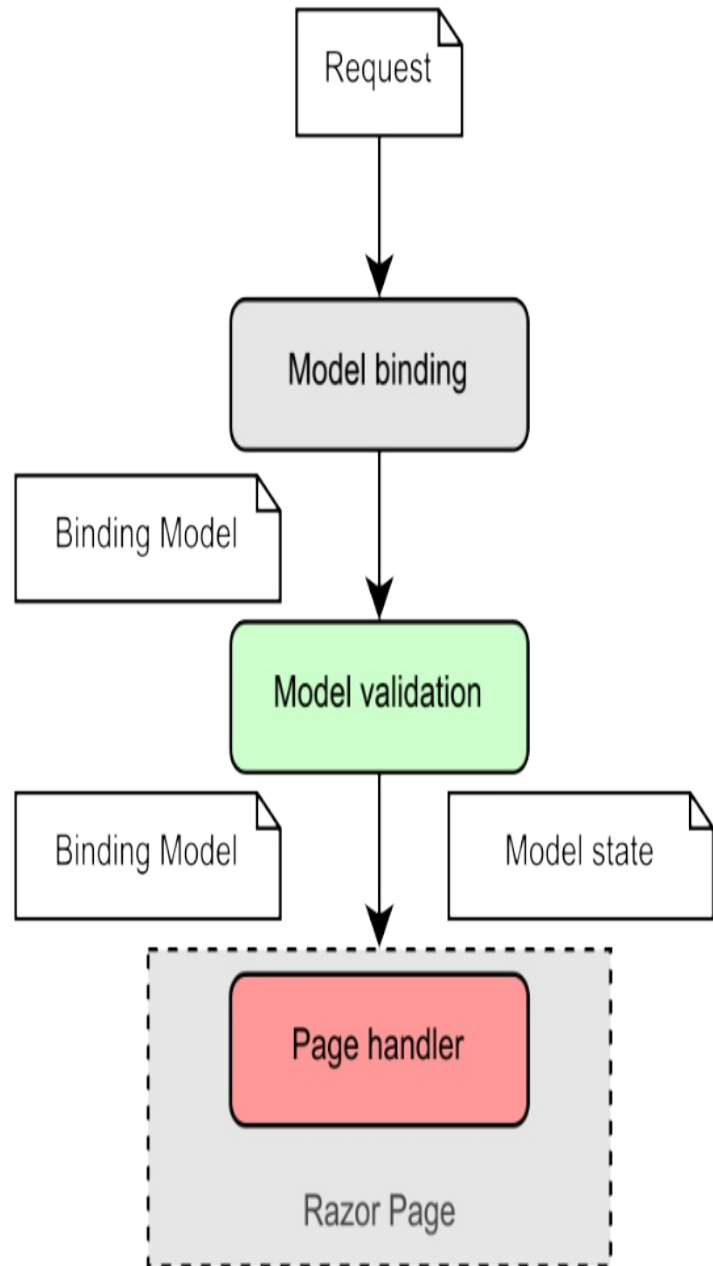 Request
Model binding
Binding Model
Model validation
Binding Model
Model state
Page handler
Razor Page